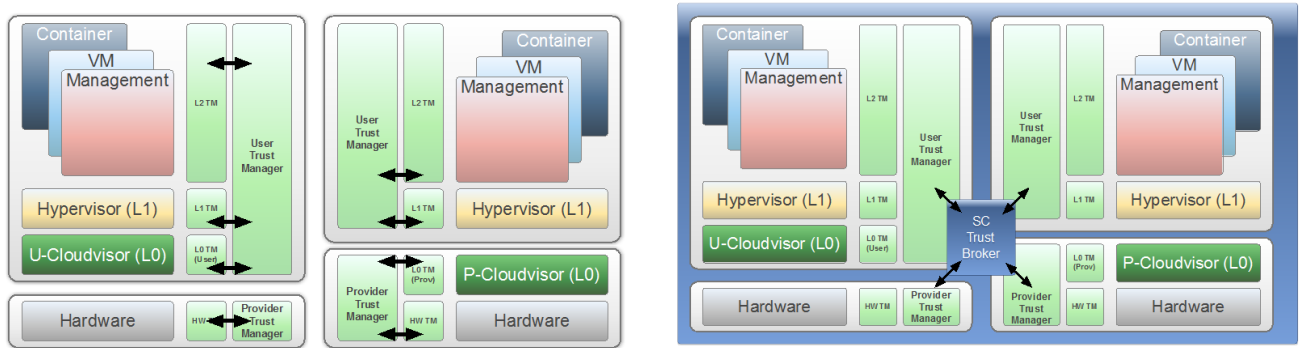 Container
VM
Management
L2 TM
User
Trust
Manager
Hypervisor (L1)
L1 TM
U-Cloudvisor (L0)
L0 TM
(User)
Hardware
HW TM
Provider
Trust
Manager
User
Trust
Manager
L2 TM
Container
VM
Management
L1 TM
Hypervisor (L1)
Provider
Trust
Manager
L0 TM
(Prov)
P-Cloudvisor (L0)
HW TM
Hardware
Container
VM
Management
L2 TM
User
Trust
Manager
Hypervisor (L1)
L1 TM
U-Cloudvisor (L0)
L0 TM
(User)
Hardware
HW TM
Provider
Trust
Manager
SC
Trust
Broker
User
Trust
Manager
L2 TM
Container
VM
Management
L1 TM
Hypervisor (L1)
Provider
Trust
Manager
L0 TM
(Prov)
P-Cloudvisor (L0)
HW TM
Hardware